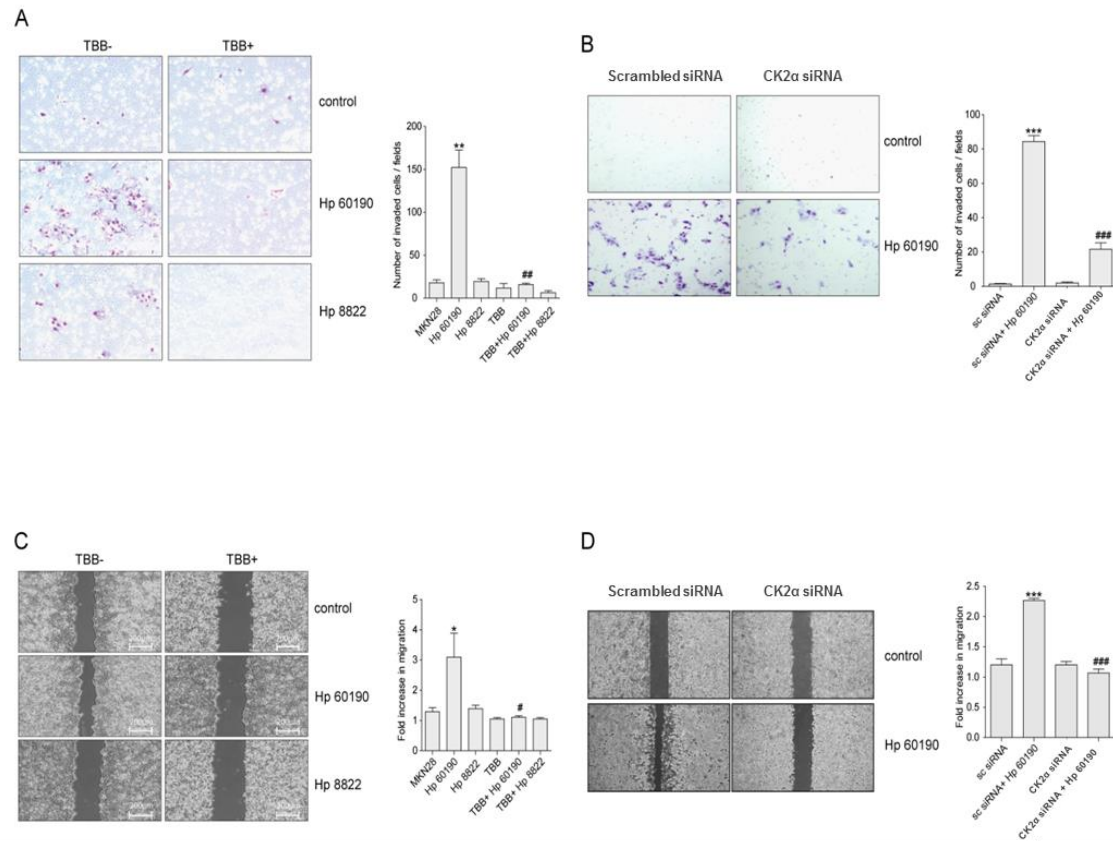 A
TBB-
TBB+
control
Hp 60190
Hp 8822
Number of invaded cells / fields
200
150
100
50
0
**
##
MKN28
Hp 60190
Hp 8822
TBB
TBB+Hp 60190
TBB+Hp 8822
B
Scrambled siRNA
CK2α siRNA
control
Hp 60190
Number of invaded cells / fields
100
80
60
40
20
0
***
###
sc siRNA
sc siRNA+ Hp 60190
CK2α siRNA
CK2α siRNA + Hp 60190
C
TBB-
TBB+
control
Hp 60190
Hp 8822
Fold increase in migration
5
4
3
2
1
0
*
#
MKN28
Hp 60190
Hp 8822
TBB
TBB+ Hp 60190
TBB+ Hp 8822
D
Scrambled siRNA
CK2α siRNA
control
Hp 60190
Fold increase in migration
2.5
2.0
1.5
1.0
0.5
0.0
***
###
sc siRNA
sc siRNA+ Hp 60190
CK2α siRNA
CK2α siRNA + Hp 60190